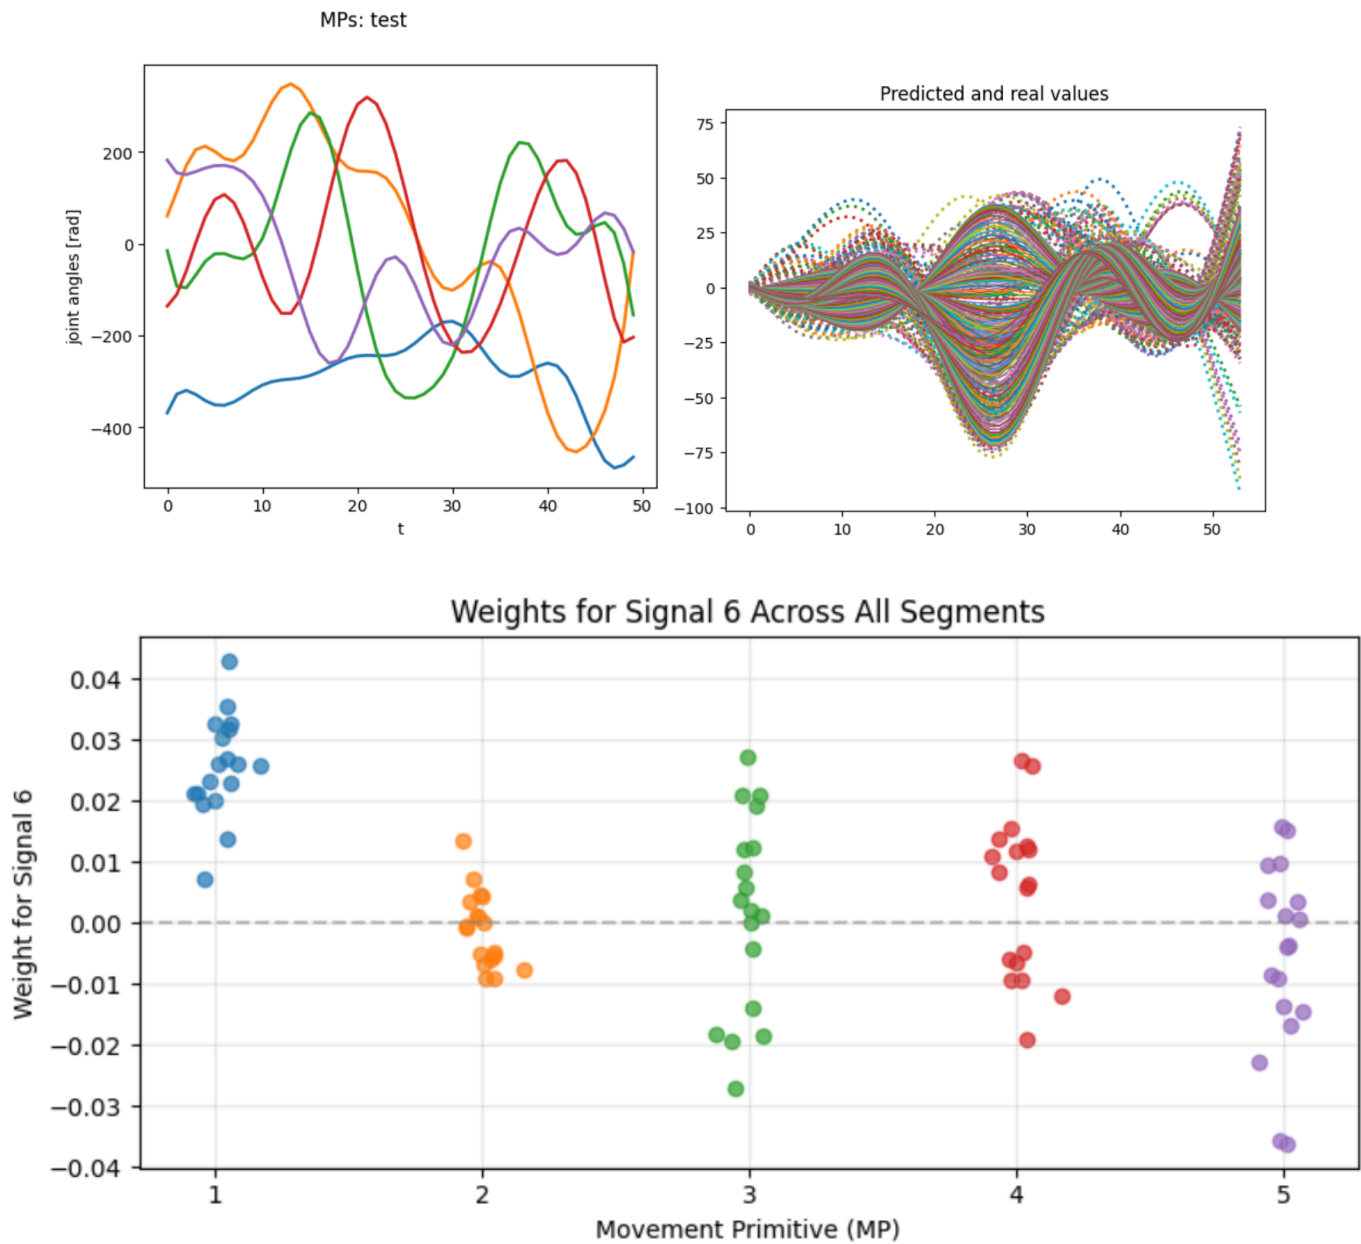 MPs: test
joint angles [rad]
200
0
−200
−400
0 10 20 30 40 50
t
Predicted and real values
75
50
25
0
−25
−50
−75
−100
0 10 20 30 40 50
Weights for Signal 6 Across All Segments
Weight for Signal 6
0.04
0.03
0.02
0.01
0.00
−0.01
−0.02
−0.03
−0.04
1 2 3 4 5
Movement Primitive (MP)